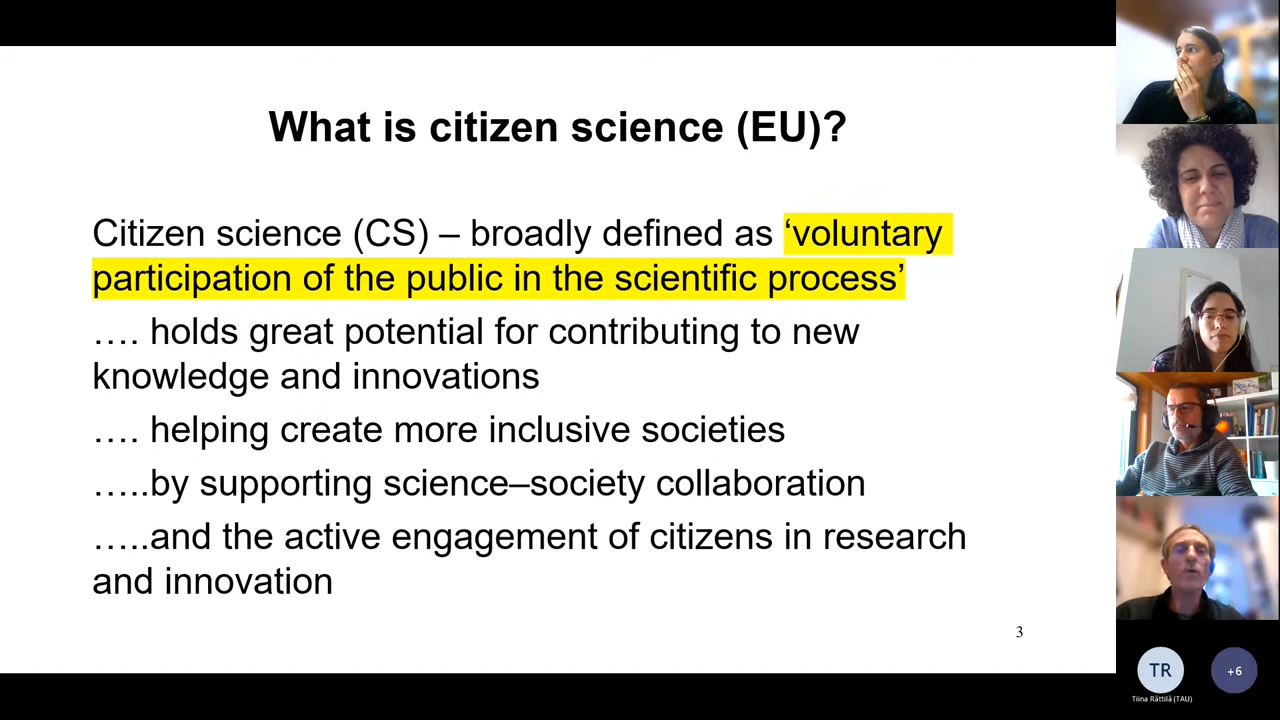 What is citizen science (EU)?
Citizen science (CS) – broadly defined as ‘voluntary
participation of the public in the scientific process’
…. holds great potential for contributing to new
knowledge and innovations
…. helping create more inclusive societies
…..by supporting science–society collaboration
…..and the active engagement of citizens in research
and innovation
3
TR
+6
Tiina Rättilä (TAU)